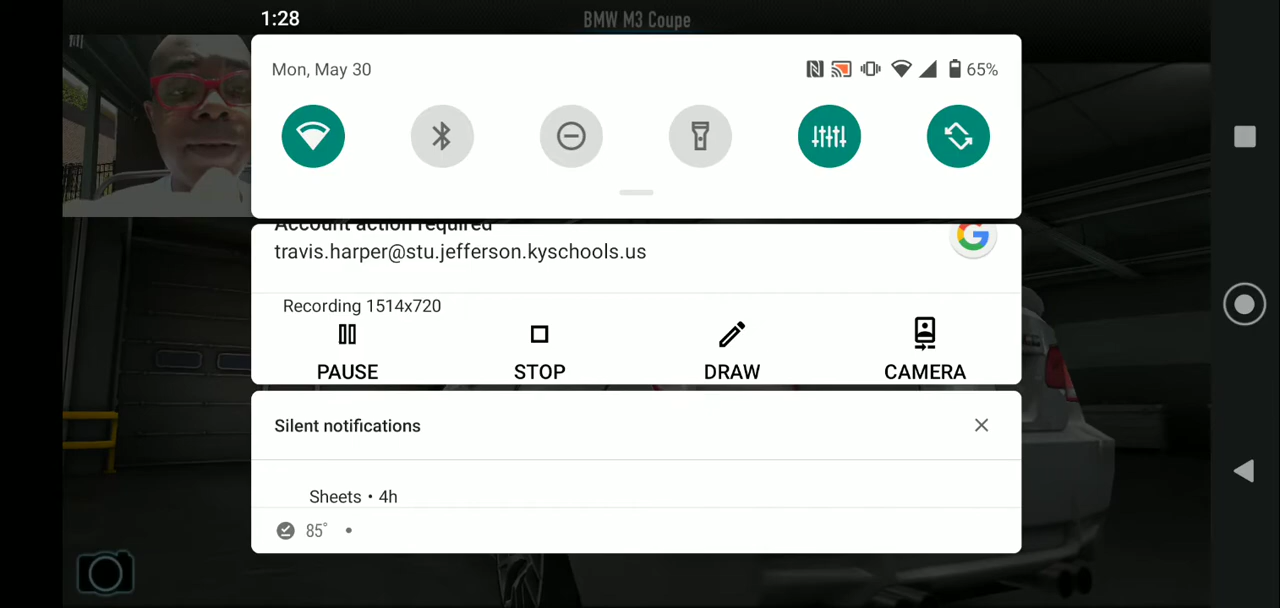 1:28
BMW M3 Coupe
Mon, May 30
65%
Account action required
travis.harper@stu.jefferson.kyschools.us
Recording 1514x720
PAUSE
STOP
DRAW
CAMERA
Silent notifications
Sheets • 4h
85°